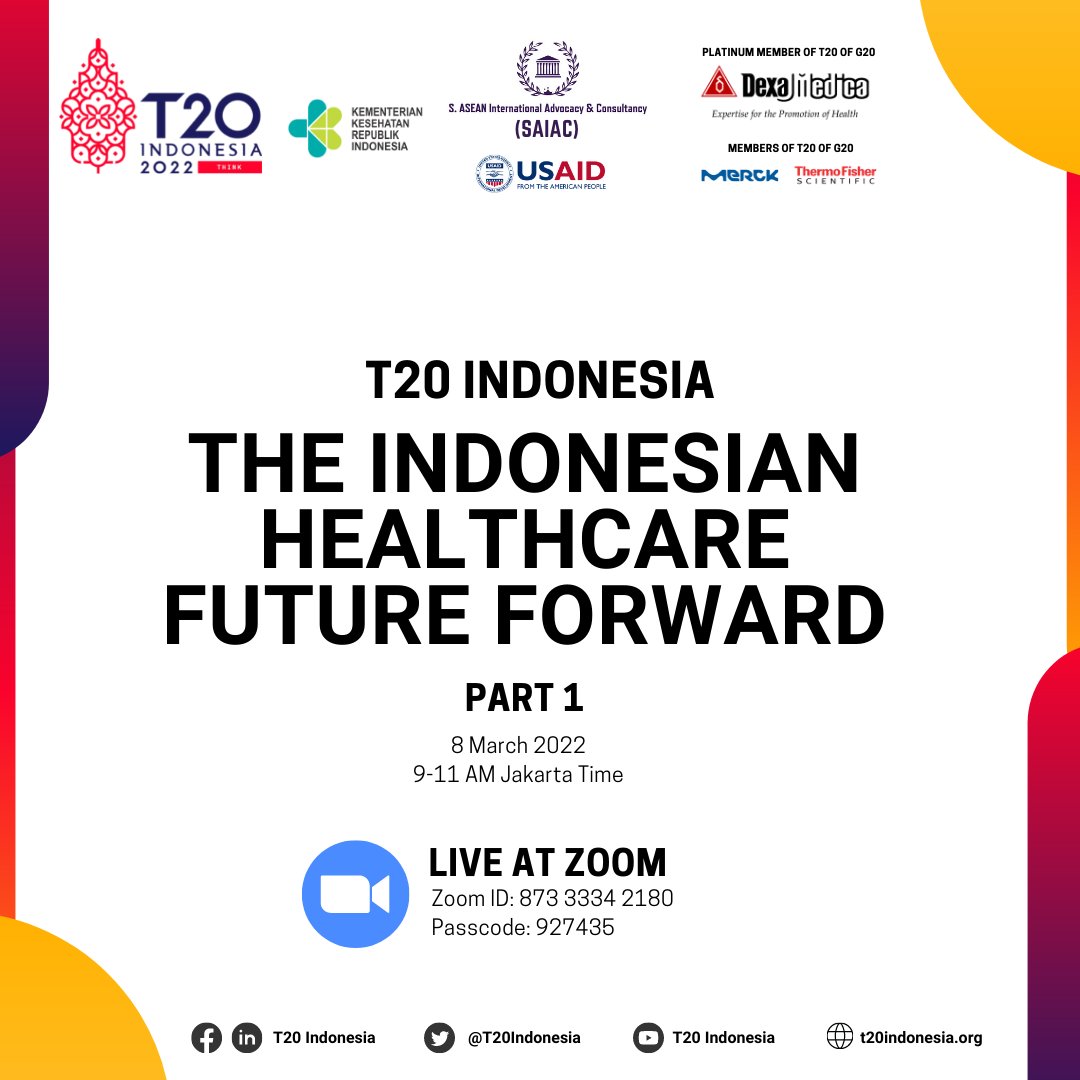 T20
INDONESIA
2022 THINK
KEMENTERIAN
KESEHATAN
REPUBLIK
INDONESIA
S. ASEAN International Advocacy & Consultancy
(SAIAC)
USAID
FROM THE AMERICAN PEOPLE
PLATINUM MEMBER OF T20 OF G20
Dexa Medica
Expertise for the Promotion of Health
MEMBERS OF T20 OF G20
MERCK
ThermoFisher
SCIENTIFIC
T20 INDONESIA
THE INDONESIAN
HEALTHCARE
FUTURE FORWARD
PART 1
8 March 2022
9-11 AM Jakarta Time
LIVE AT ZOOM
Zoom ID: 873 3334 2180
Passcode: 927435
T20 Indonesia
@T20Indonesia
T20 Indonesia
t20indonesia.org